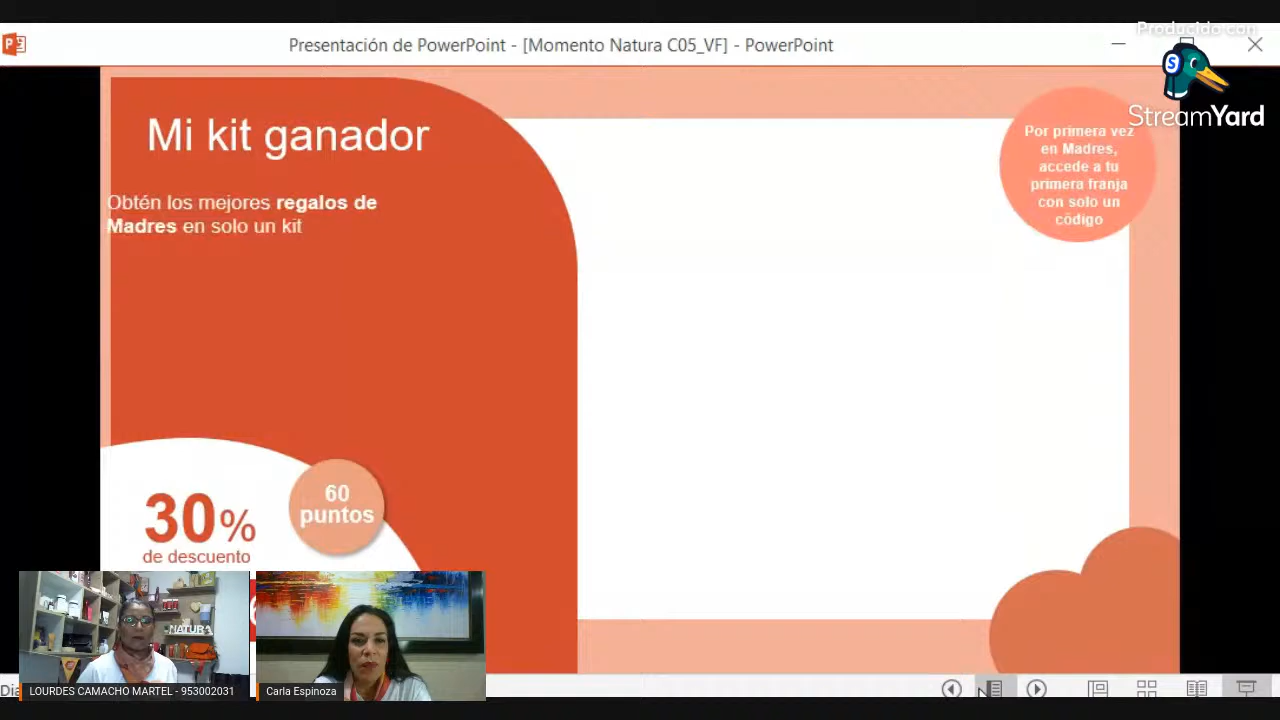 Producido con
Presentación de PowerPoint - [Momento Natura C05_VF] - PowerPoint
StreamYard
Mi kit ganador
Por primera vez
en Madres,
accede a tu
primera franja
con solo un
código
Obtén los mejores regalos de
Madres en solo un kit
60
puntos
30%
de descuento
NATURA
LOURDES CAMACHO MARTEL - 953002031
Carla Espinoza